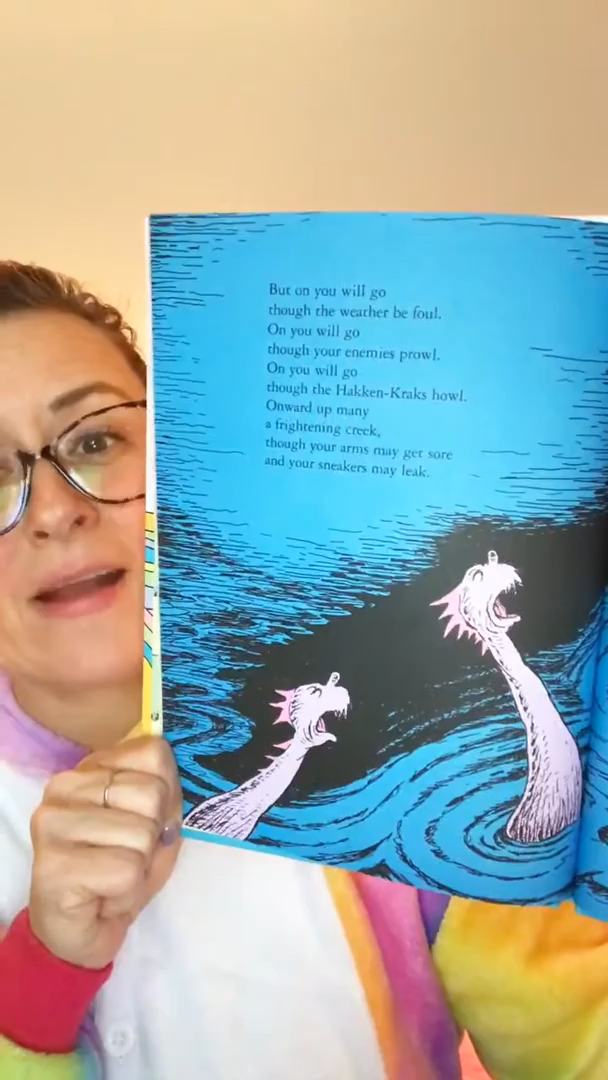 But on you will go
though the weather be foul.
On you will go
though your enemies prowl.
On you will go
though the Hakken-Kraks howl.
Onward up many
a frightening creek,
though your arms may get sore
and your sneakers may leak.